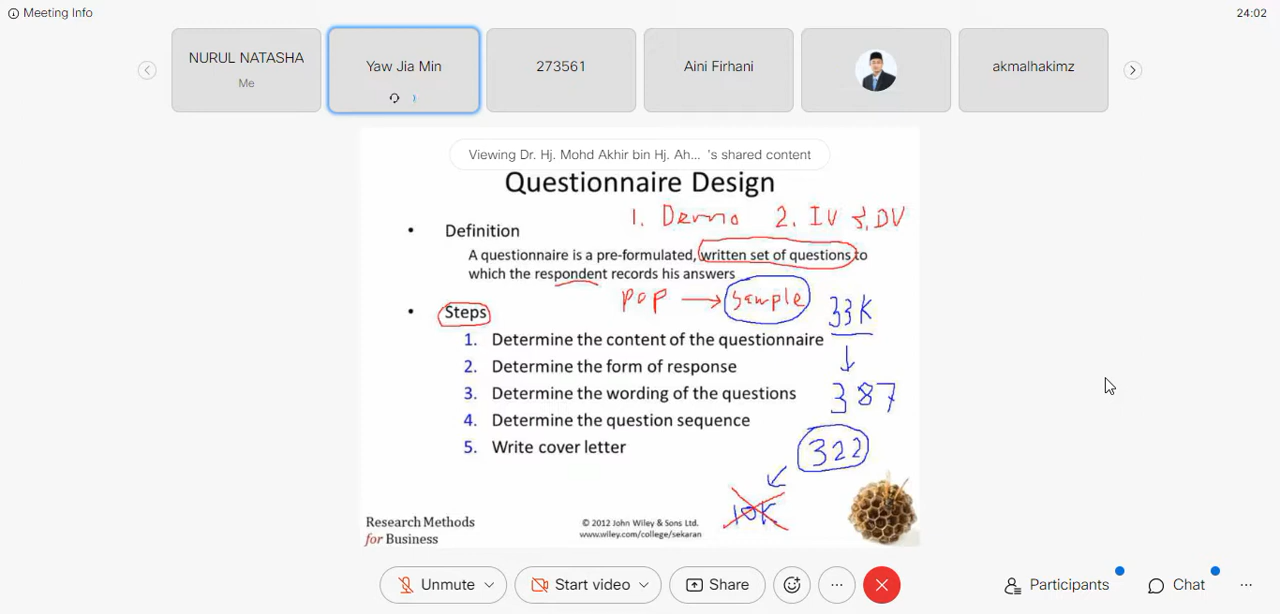 Meeting Info
24:02
NURUL NATASHA
Me
Yaw Jia Min
273561
Aini Firhani
akmalhakimz
Viewing Dr. Hj. Mohd Akhir bin Hj. Ah... 's shared content
Questionnaire Design
1. Demo 2. IV & DV
• Definition
A questionnaire is a pre-formulated, written set of questions to
which the respondent records his answers
POP → Sample
33K
• Steps
1. Determine the content of the questionnaire
2. Determine the form of response
3. Determine the wording of the questions
387
4. Determine the question sequence
5. Write cover letter
322
10K
Research Methods
for Business
© 2012 John Wiley & Sons Ltd.
www.wiley.com/college/sekaran
Unmute
Start video
Share
Participants
Chat